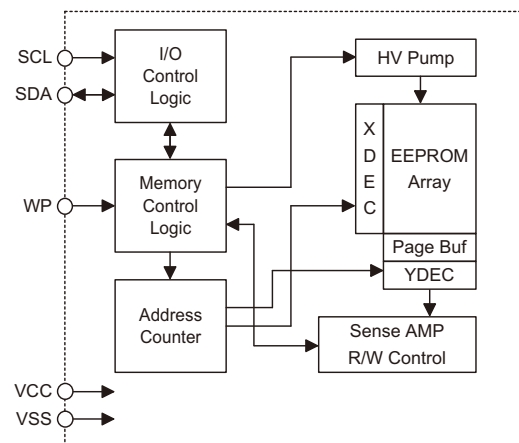 SCL
SDA
WP
VCC
VSS
I/O
Control
Logic
Memory
Control
Logic
Address
Counter
HV Pump
X
D
E
C
EEPROM
Array
Page Buf
YDEC
Sense AMP
R/W Control